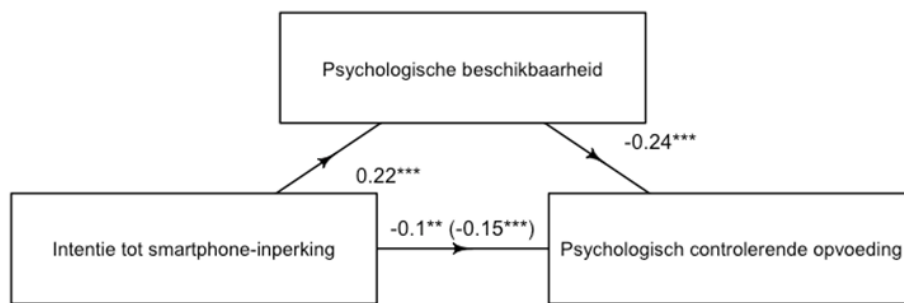 Psychologische beschikbaarheid
-0.24***
0.22***
-0.1** (-0.15***)
Intentie tot smartphone-inperking
Psychologisch controlerende opvoeding